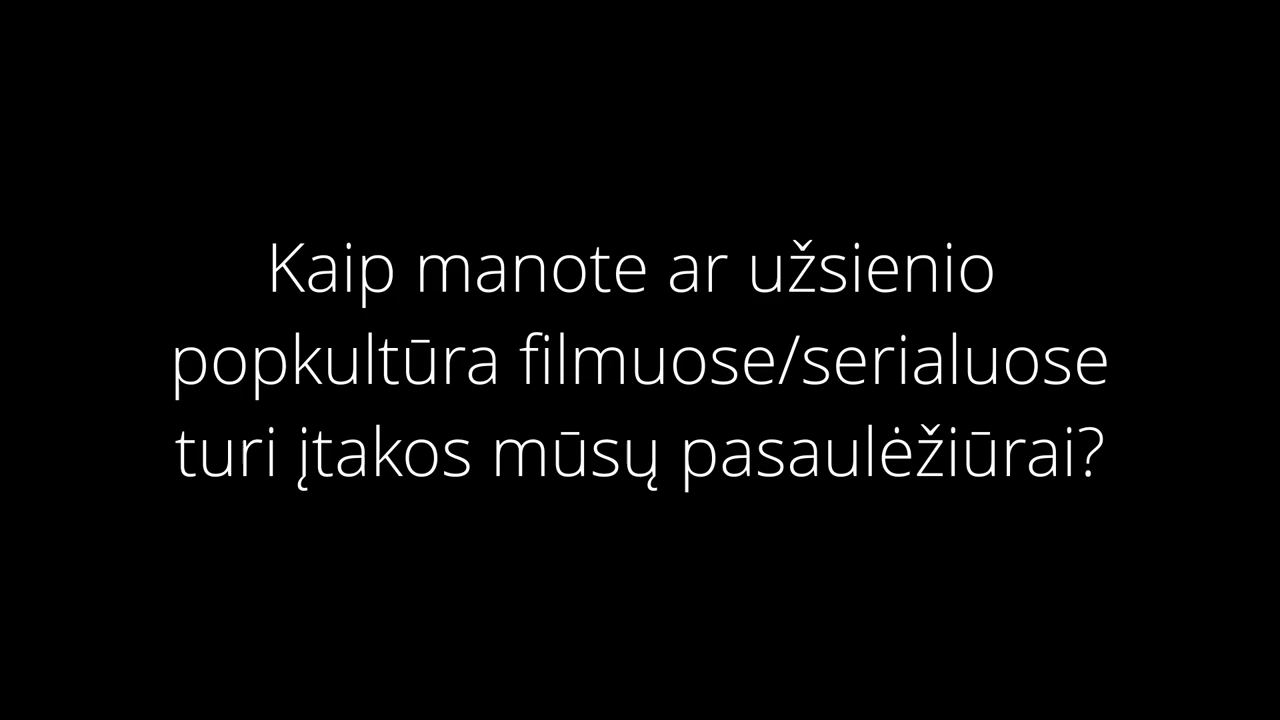 Kaip manote ar užsienio
popkultūra filmuose/serialuose
turi įtakos mūsų pasaulėžiūrai?